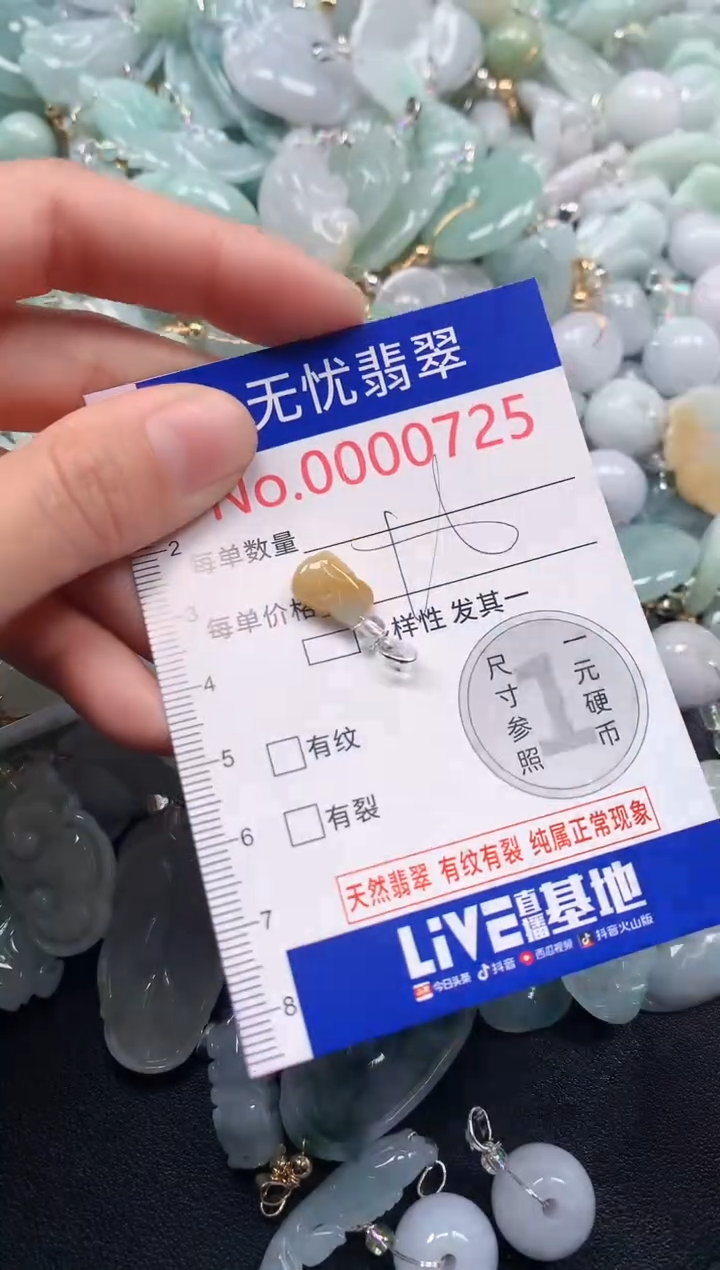 无忧翡翠
No.0000725
2
每单数量
3
每单价格
样性 发其一
4
尺寸参照
一元硬币
1
5
有纹
6
有裂
天然翡翠 有纹有裂 纯属正常现象
7
LiVE直播基地
8
今日头条 抖音 西瓜视频 抖音火山版